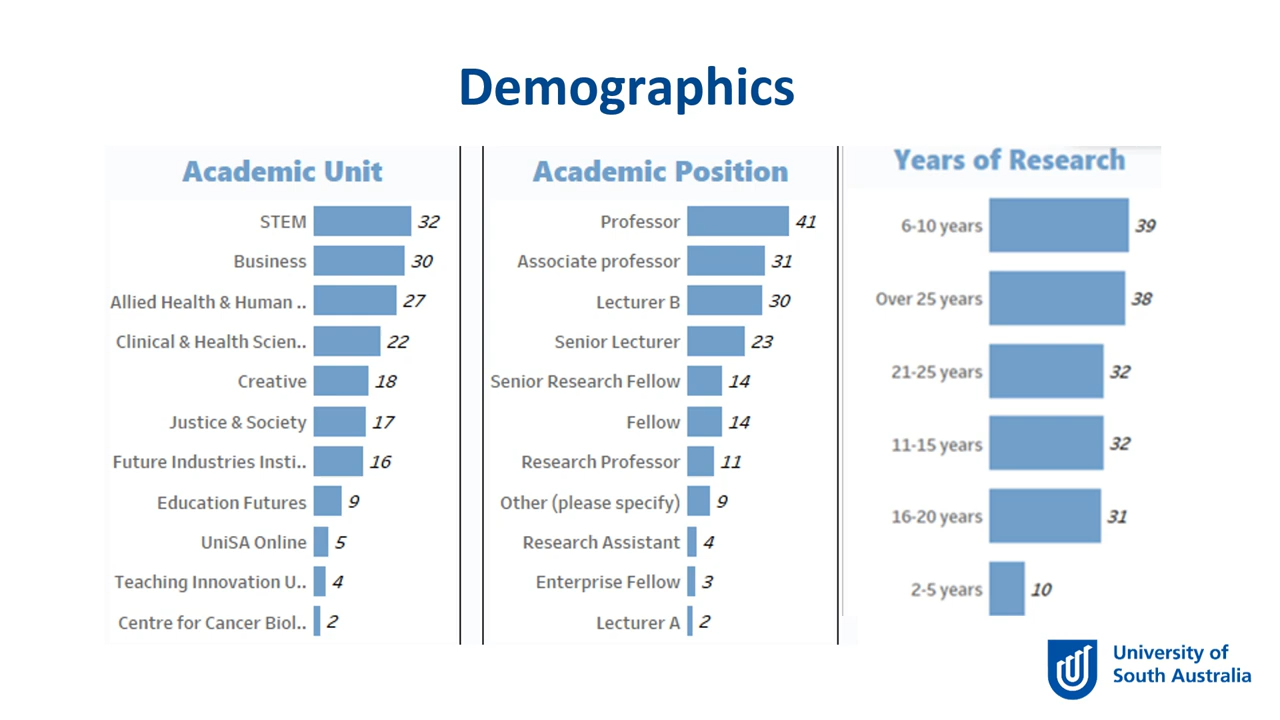 Demographics
Academic Unit
STEM 32
Business 30
Allied Health & Human .. 27
Clinical & Health Scien.. 22
Creative 18
Justice & Society 17
Future Industries Insti.. 16
Education Futures 9
UniSA Online 5
Teaching Innovation U.. 4
Centre for Cancer Biol.. 2
Academic Position
Professor 41
Associate professor 31
Lecturer B 30
Senior Lecturer 23
Senior Research Fellow 14
Fellow 14
Research Professor 11
Other (please specify) 9
Research Assistant 4
Enterprise Fellow 3
Lecturer A 2
Years of Research
6-10 years 39
Over 25 years 38
21-25 years 32
11-15 years 32
16-20 years 31
2-5 years 10
University of
South Australia